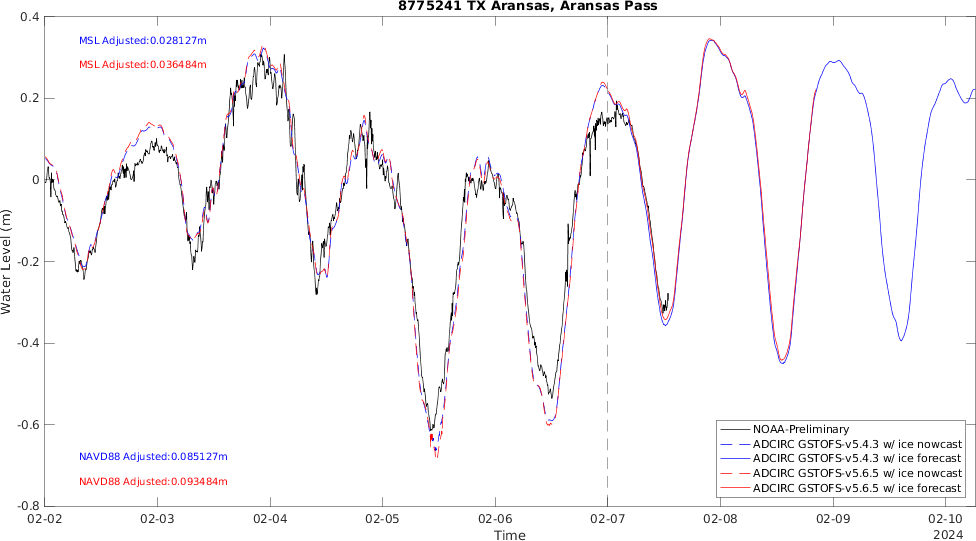 8775241 TX Aransas, Aransas Pass
0.4
0.2
0
-0.2
-0.4
-0.6
-0.8
Water Level (m)
MSL Adjusted:0.028127m
MSL Adjusted:0.036484m
NAVD88 Adjusted:0.085127m
NAVD88 Adjusted:0.093484m
NOAA-Preliminary
ADCIRC GSTOFS-v5.4.3 w/ ice nowcast
ADCIRC GSTOFS-v5.4.3 w/ ice forecast
ADCIRC GSTOFS-v5.6.5 w/ ice nowcast
ADCIRC GSTOFS-v5.6.5 w/ ice forecast
02-02 02-03 02-04 02-05 02-06 02-07 02-08 02-09 02-10
Time 2024